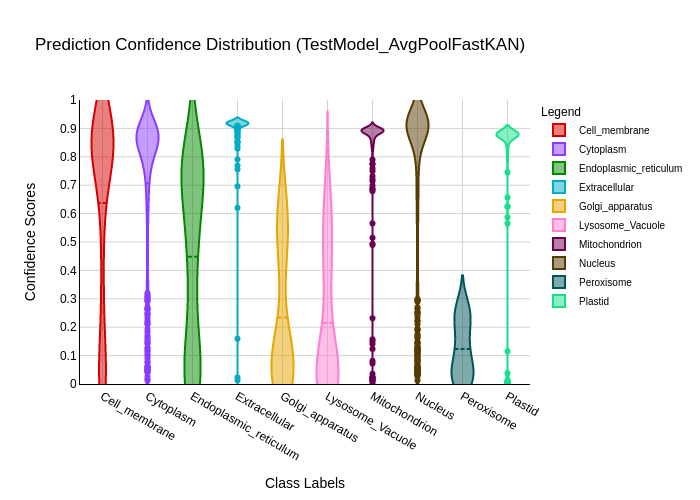 Prediction Confidence Distribution (TestModel_AvgPoolFastKAN)
Confidence Scores
1
0.9
0.8
0.7
0.6
0.5
0.4
0.3
0.2
0.1
0
Cell_membrane
Cytoplasm
Endoplasmic_reticulum
Extracellular
Golgi_apparatus
Lysosome_Vacuole
Mitochondrion
Nucleus
Peroxisome
Plastid
Class Labels
Legend
Cell_membrane
Cytoplasm
Endoplasmic_reticulum
Extracellular
Golgi_apparatus
Lysosome_Vacuole
Mitochondrion
Nucleus
Peroxisome
Plastid